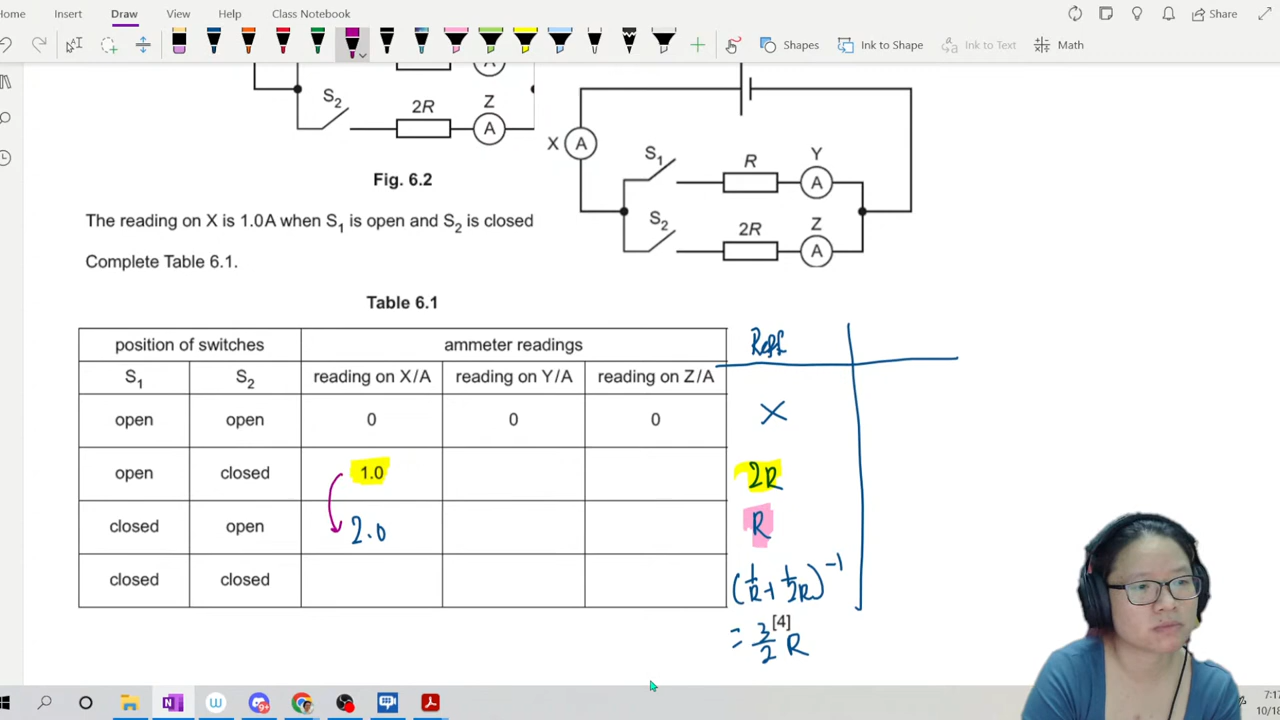 Home Insert Draw View Help Class Notebook Share
Shapes Ink to Shape Ink to Text Math
S2 2R Z
A
X A
S1 R Y
A
S2 2R Z
A
Fig. 6.2
The reading on X is 1.0A when S1 is open and S2 is closed
Complete Table 6.1.
Table 6.1
position of switches ammeter readings Reff
S1 S2 reading on X/A reading on Y/A reading on Z/A
open open 0 0 0 X
open closed 1.0 2R
closed open 2.0 R
closed closed (1/R + 1/2R)^-1
[4]
= 3/2 R
7:17
10/18